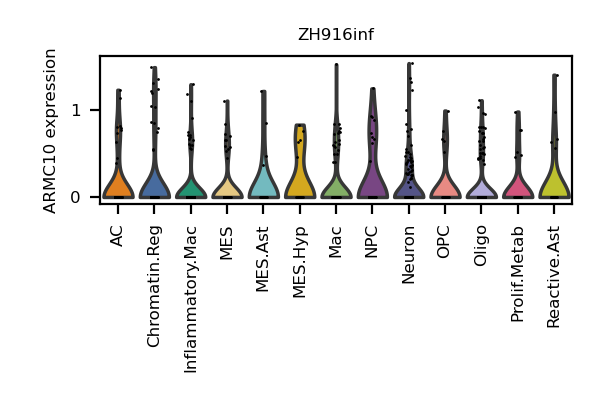 ZH916inf
ARMC10 expression
1
0
AC
Chromatin.Reg
Inflammatory.Mac
MES
MES.Ast
MES.Hyp
Mac
NPC
Neuron
OPC
Oligo
Prolif.Metab
Reactive.Ast